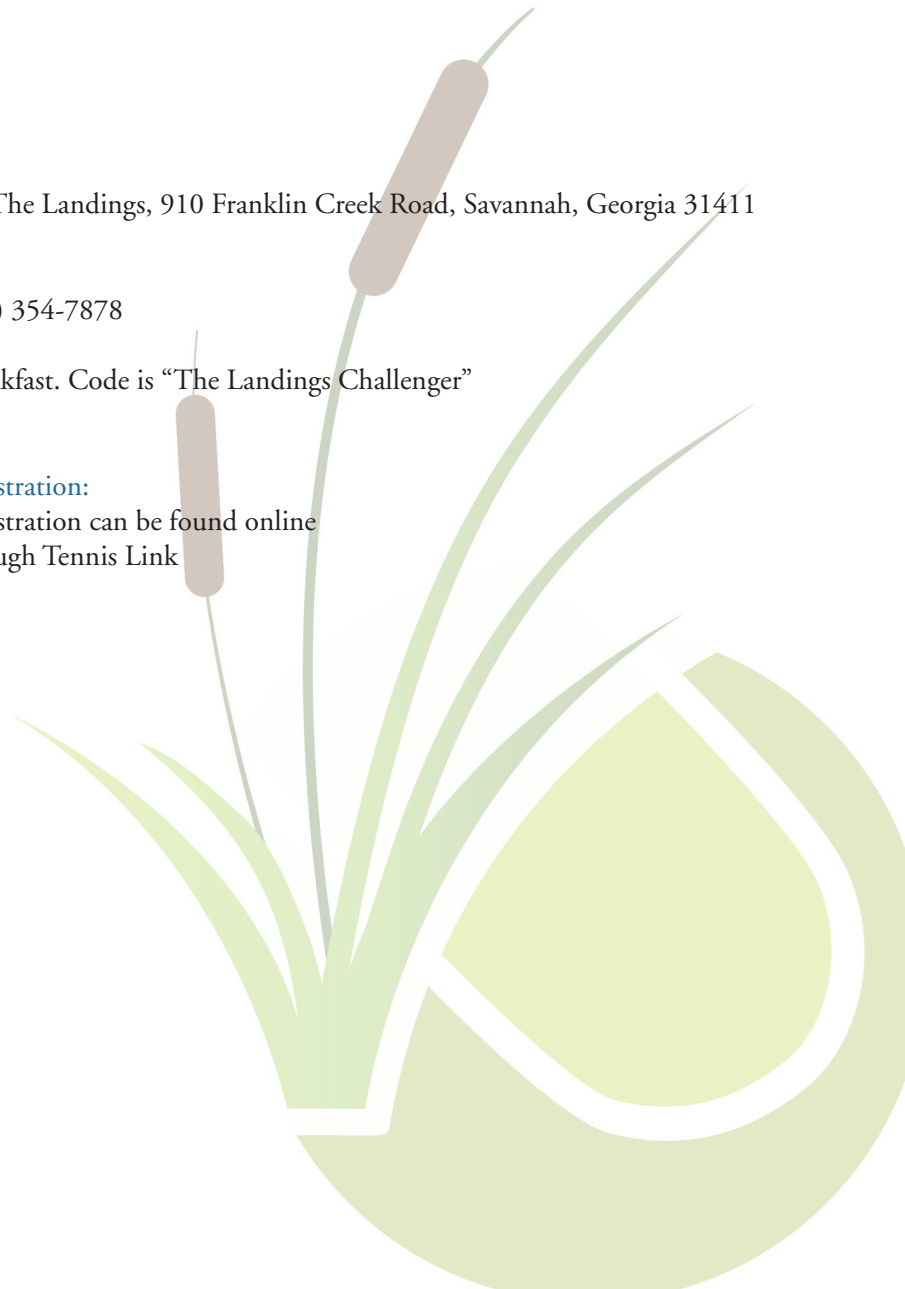 The Landings, 910 Franklin Creek Road, Savannah, Georgia 31411
) 354-7878
kfast. Code is “The Landings Challenger”
stration:
stration can be found online
ugh Tennis Link